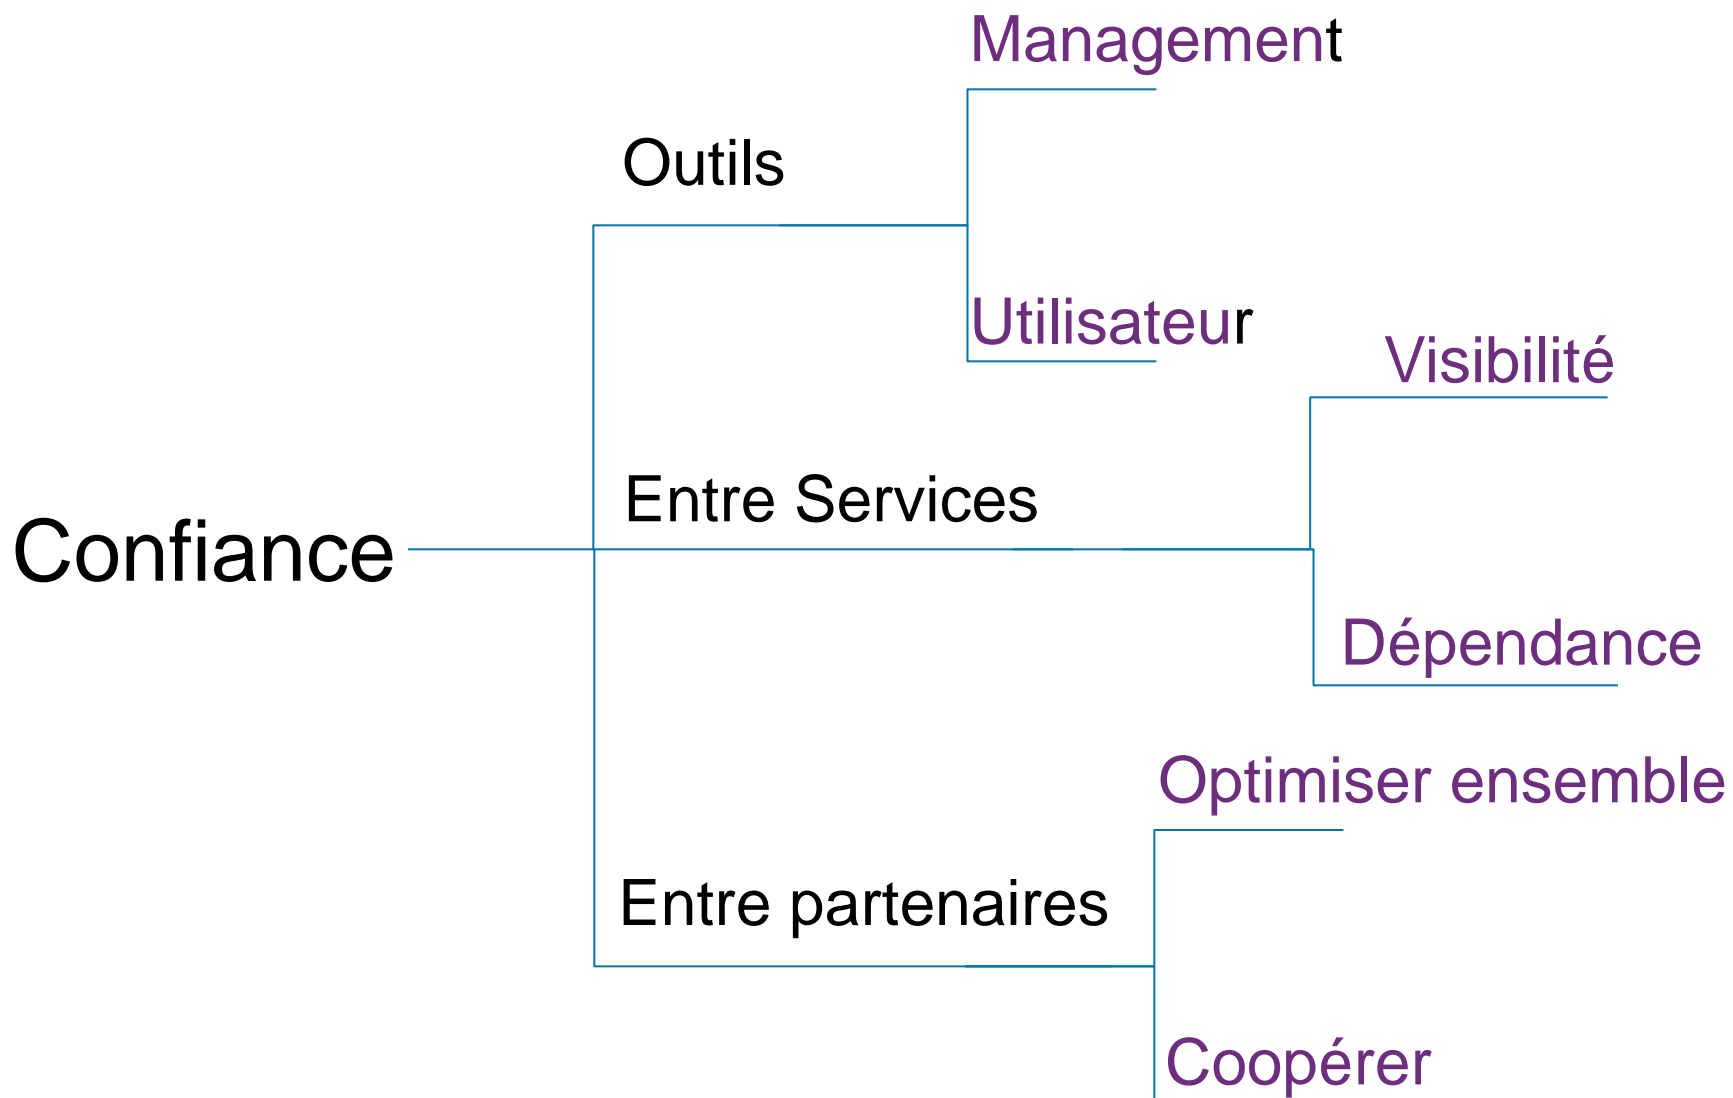 Management
Outils
Utilisateur
Visibilité
Entre Services
Confiance
Dépendance
Optimiser ensemble
Entre partenaires
Coopérer